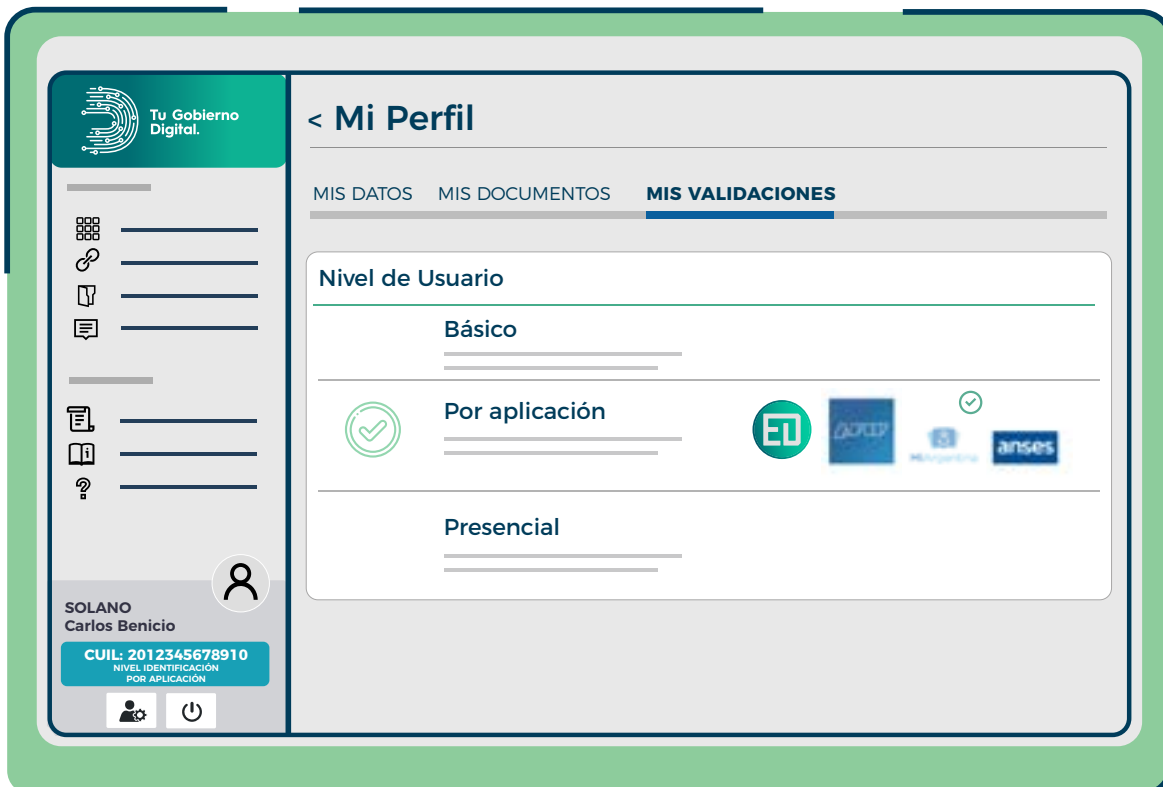 Tu Gobierno
Digital.
< Mi Perfil
MIS DATOS MIS DOCUMENTOS MIS VALIDACIONES
Nivel de Usuario
Básico
Por aplicación
anses
Presencial
SOLANO
Carlos Benicio
CUIL: 2012345678910
NIVEL IDENTIFICACIÓN
POR APLICACIÓN